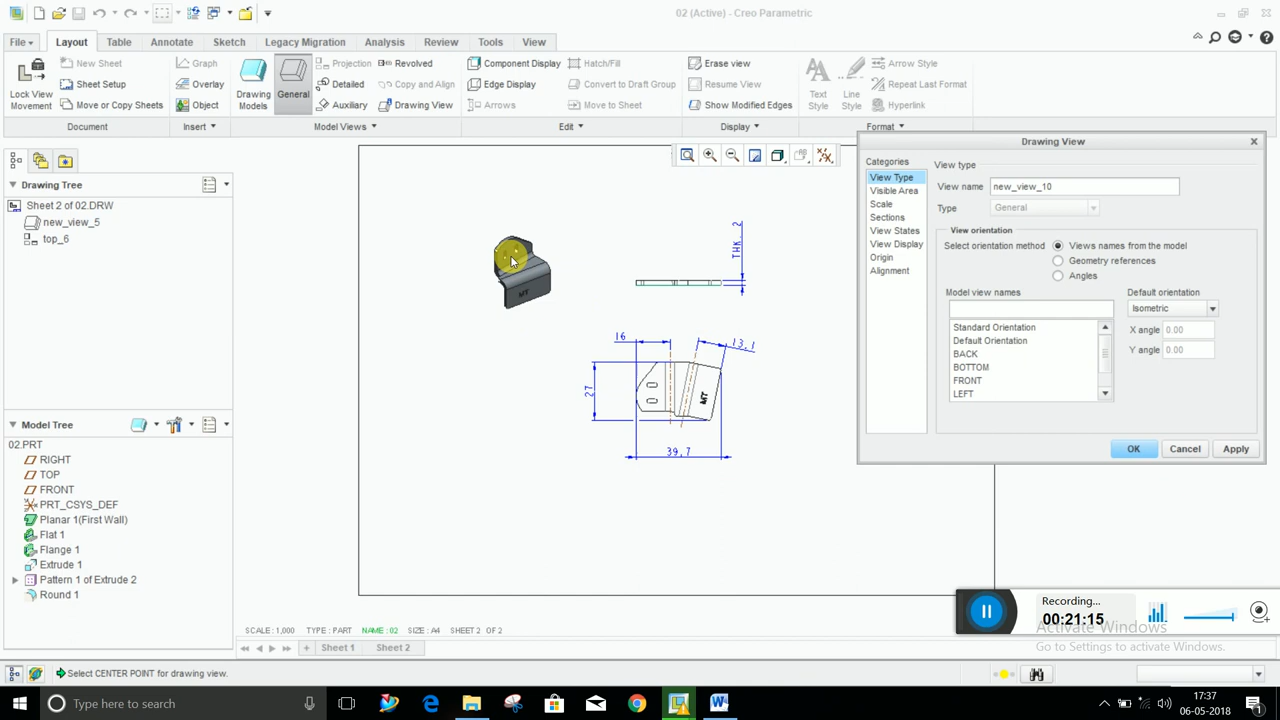 02 (Active) - Creo Parametric
File
Layout
Table
Annotate
Sketch
Legacy Migration
Analysis
Review
Tools
View
Lock View
Movement
New Sheet
Sheet Setup
Move or Copy Sheets
Document
Graph
Overlay
Object
Insert
Drawing
Models
General
Projection
Detailed
Auxiliary
Revolved
Copy and Align
Drawing View
Model Views
Component Display
Edge Display
Arrows
Hatch/Fill
Convert to Draft Group
Move to Sheet
Edit
Erase view
Resume View
Show Modified Edges
Display
Text
Style
Line
Style
Arrow Style
Repeat Last Format
Hyperlink
Format
Drawing Tree
Sheet 2 of 02.DRW
new_view_5
top_6
Model Tree
02.PRT
RIGHT
TOP
FRONT
PRT_CSYS_DEF
Planar 1(First Wall)
Flat 1
Flange 1
Extrude 1
Pattern 1 of Extrude 2
Round 1
MT
THK. 2
16
13,1
27
MT
39,7
Drawing View
Categories
View Type
Visible Area
Scale
Sections
View States
View Display
Origin
Alignment
View type
View name new_view_10
Type General
View orientation
Select orientation method Views names from the model
Geometry references
Angles
Model view names
Default orientation
Standard Orientation
Default Orientation
BACK
BOTTOM
FRONT
LEFT
Isometric
X angle 0.00
Y angle 0.00
OK
Cancel
Apply
Recording...
00:21:15
Activate Windows
Go to Settings to activate Windows.
SCALE : 1,000 TYPE : PART NAME : 02 SIZE : A4 SHEET 2 OF 2
Sheet 1
Sheet 2
Select CENTER POINT for drawing view.
Type here to search
17:37
06-05-2018